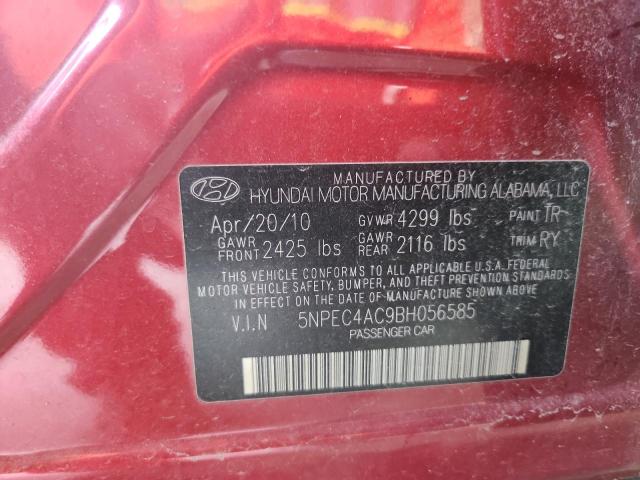 MANUFACTURED BY
HYUNDAI MOTOR MANUFACTURING ALABAMA, LLC
Apr/20/10 GVWR 4299 lbs PAINT TR
GAWR FRONT 2425 lbs GAWR REAR 2116 lbs TRIM RY
THIS VEHICLE CONFORMS TO ALL APPLICABLE U.S.A. FEDERAL
MOTOR VEHICLE SAFETY, BUMPER, AND THEFT PREVENTION STANDARDS
IN EFFECT ON THE DATE OF MANUFACTURE SHOWN ABOVE.
V.I.N 5NPEC4AC9BH056585
PASSENGER CAR